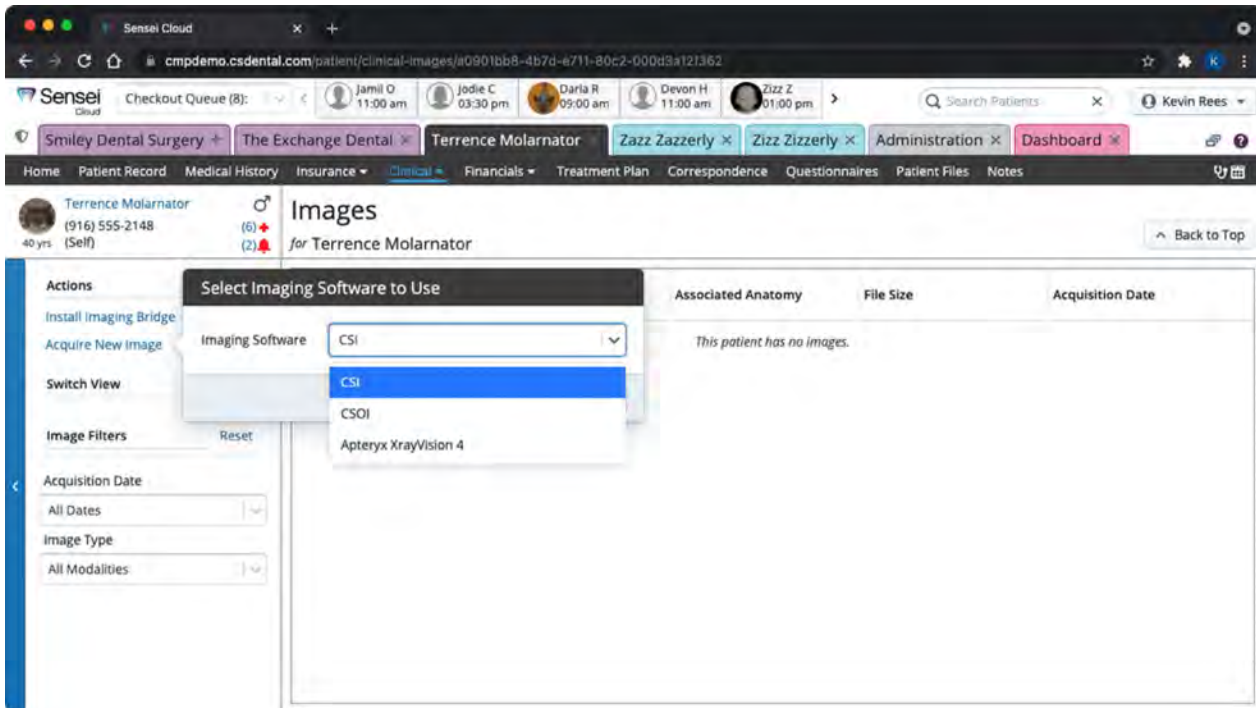 Sensei Cloud
cmpdemo.csdental.com/patient/clinical-images/a0901bb8-4b7d-e711-80c2-000d3a121362
K
Sensei Cloud
Checkout Queue (8):
Jamil O 11:00 am
Jodie C 03:30 pm
Darla R 09:00 am
Devon H 11:00 am
Zizz Z 01:00 pm
Search Patients
Kevin Rees
Smiley Dental Surgery
The Exchange Dental
Terrence Molarnator
Zazz Zazzerly
Zizz Zizzerly
Administration
Dashboard
Home Patient Record Medical History Insurance Clinical Financials Treatment Plan Correspondence Questionnaires Patient Files Notes
Terrence Molarnator
(916) 555-2148
(6)
40 yrs (Self)
(2)
Images
for Terrence Molarnator
Back to Top
Actions
Install Imaging Bridge
Acquire New Image
Switch View
Image Filters
Reset
Acquisition Date
All Dates
Image Type
All Modalities
Select Imaging Software to Use
Imaging Software
CSI
CSI
CSOI
Apteryx XrayVision 4
Associated Anatomy File Size Acquisition Date
This patient has no images.